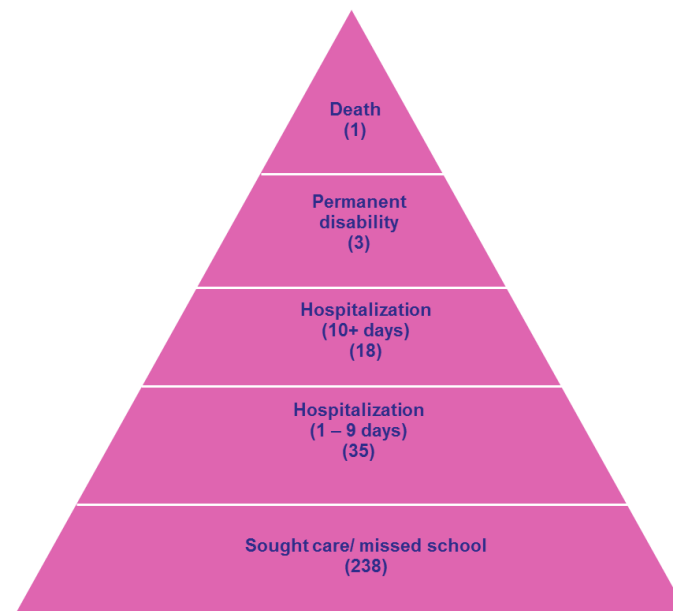 Death
(1)
Permanent
disability
(3)
Hospitalization
(10+ days)
(18)
Hospitalization
(1 – 9 days)
(35)
Sought care/ missed school
(238)